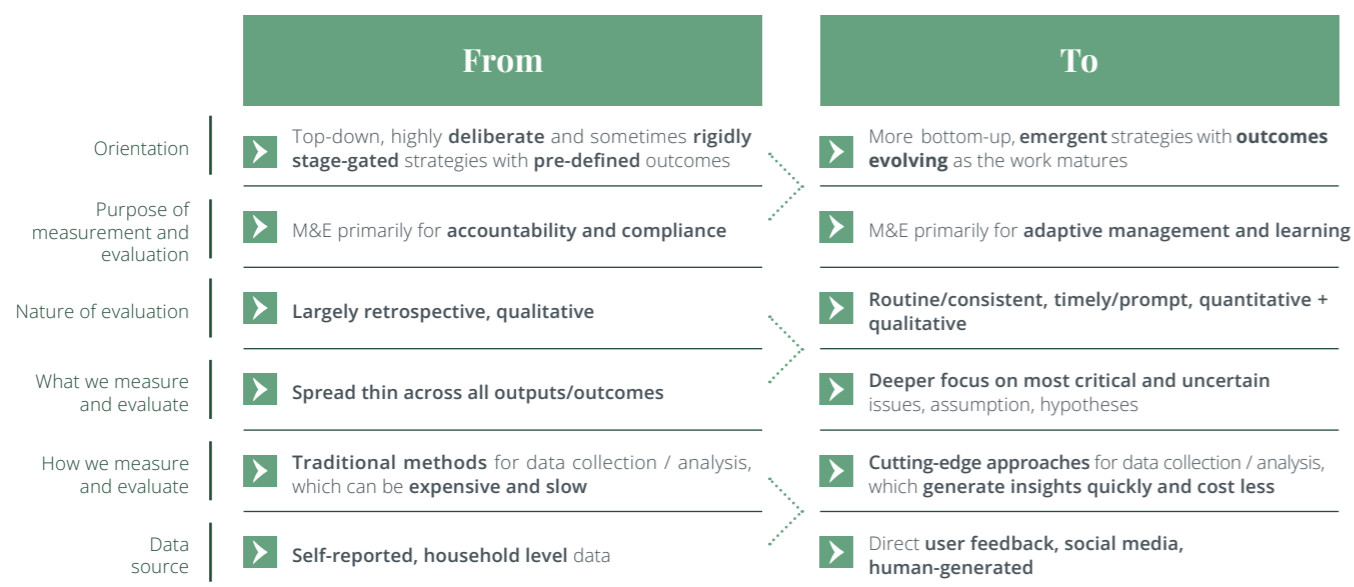 From
To
Orientation
Top-down, highly deliberate and sometimes rigidly
stage-gated strategies with pre-defined outcomes
More bottom-up, emergent strategies with outcomes
evolving as the work matures
Purpose of
measurement and
evaluation
M&E primarily for accountability and compliance
M&E primarily for adaptive management and learning
Nature of evaluation
Largely retrospective, qualitative
Routine/consistent, timely/prompt, quantitative +
qualitative
What we measure
and evaluate
Spread thin across all outputs/outcomes
Deeper focus on most critical and uncertain
issues, assumption, hypotheses
How we measure
and evaluate
Traditional methods for data collection / analysis,
which can be expensive and slow
Cutting-edge approaches for data collection / analysis,
which generate insights quickly and cost less
Data
source
Self-reported, household level data
Direct user feedback, social media,
human-generated